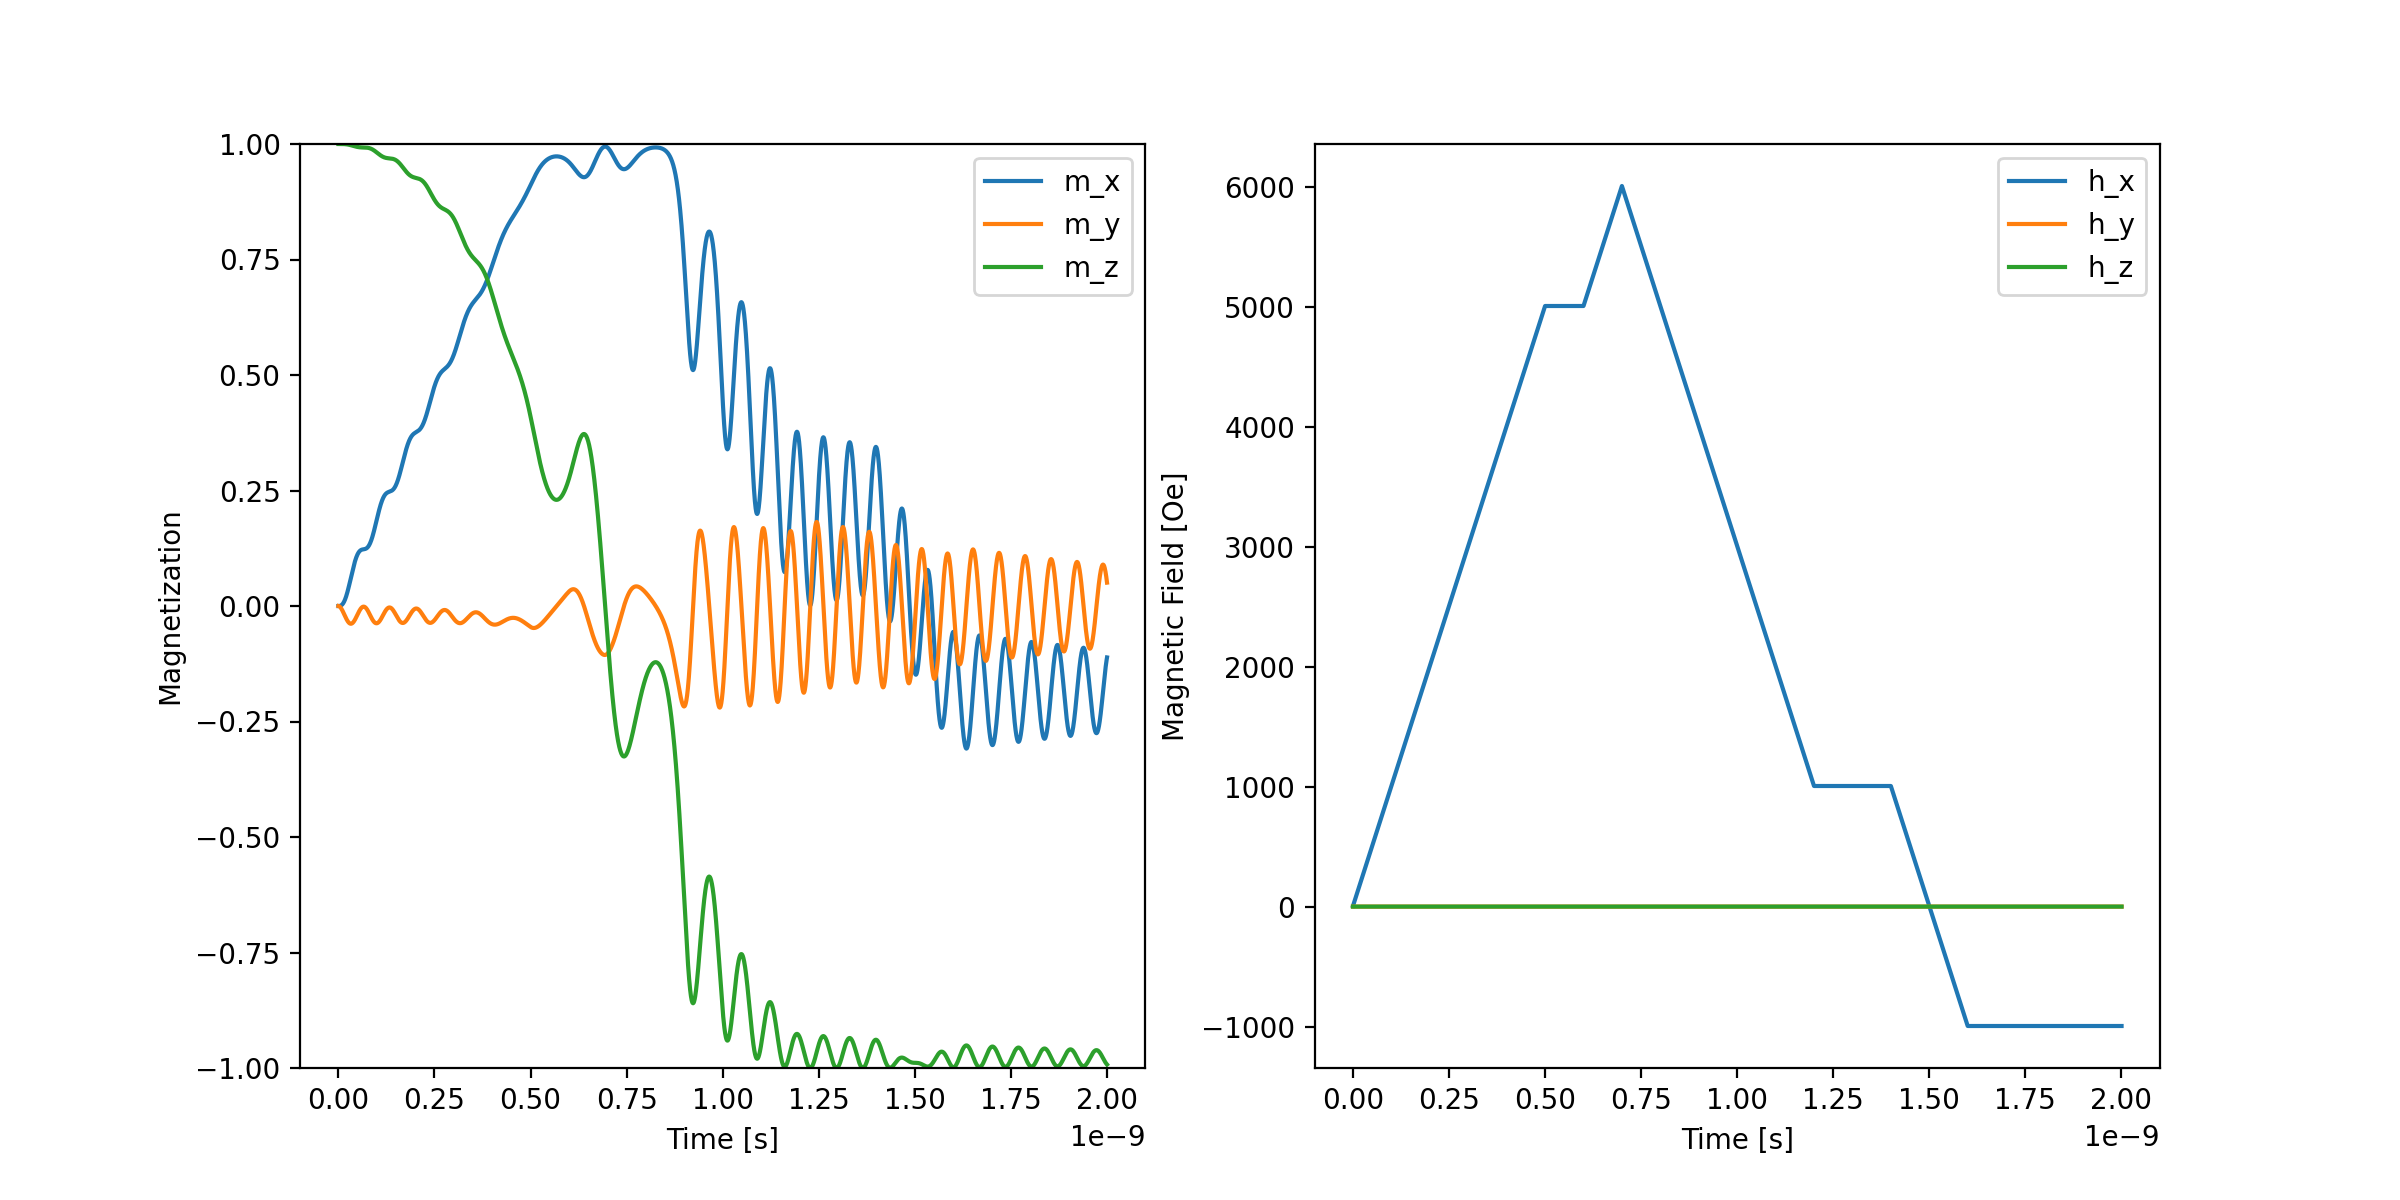 1.00
0.75
0.50
0.25
0.00
−0.25
−0.50
−0.75
−1.00
Magnetization
0.00 0.25 0.50 0.75 1.00 1.25 1.50 1.75 2.00
Time [s]
1e−9
m_x
m_y
m_z
6000
5000
4000
3000
2000
1000
0
−1000
Magnetic Field [Oe]
0.00 0.25 0.50 0.75 1.00 1.25 1.50 1.75 2.00
Time [s]
1e−9
h_x
h_y
h_z